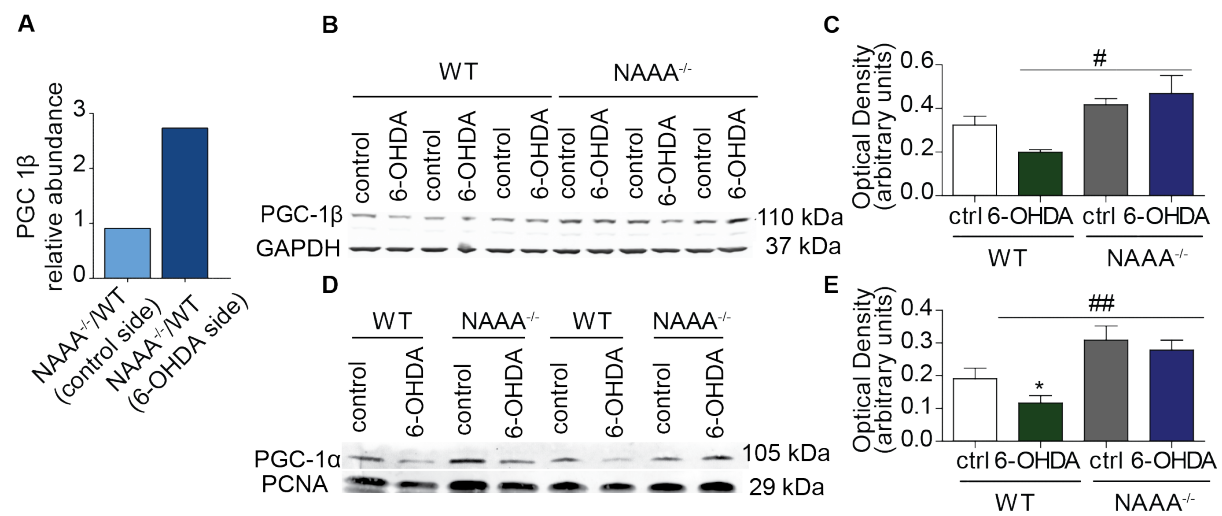 A
PGC 1β
relative abundance
3
2
1
0
NAAA-/-/WT
(control side)
NAAA-/-/WT
(6-OHDA side)
B
WT
NAAA-/-
control
6-OHDA
control
6-OHDA
control
6-OHDA
control
6-OHDA
control
6-OHDA
control
6-OHDA
PGC-1β
110 kDa
GAPDH
37 kDa
C
Optical Density
(arbitrary units)
0.6
0.4
0.2
0.0
#
ctrl 6-OHDA
ctrl 6-OHDA
WT
NAAA-/-
D
WT
NAAA-/-
WT
NAAA-/-
control
6-OHDA
control
6-OHDA
control
6-OHDA
control
6-OHDA
PGC-1α
105 kDa
PCNA
29 kDa
E
Optical Density
(arbitrary units)
0.4
0.3
0.2
0.1
0.0
##
*
ctrl 6-OHDA
ctrl 6-OHDA
WT
NAAA-/-